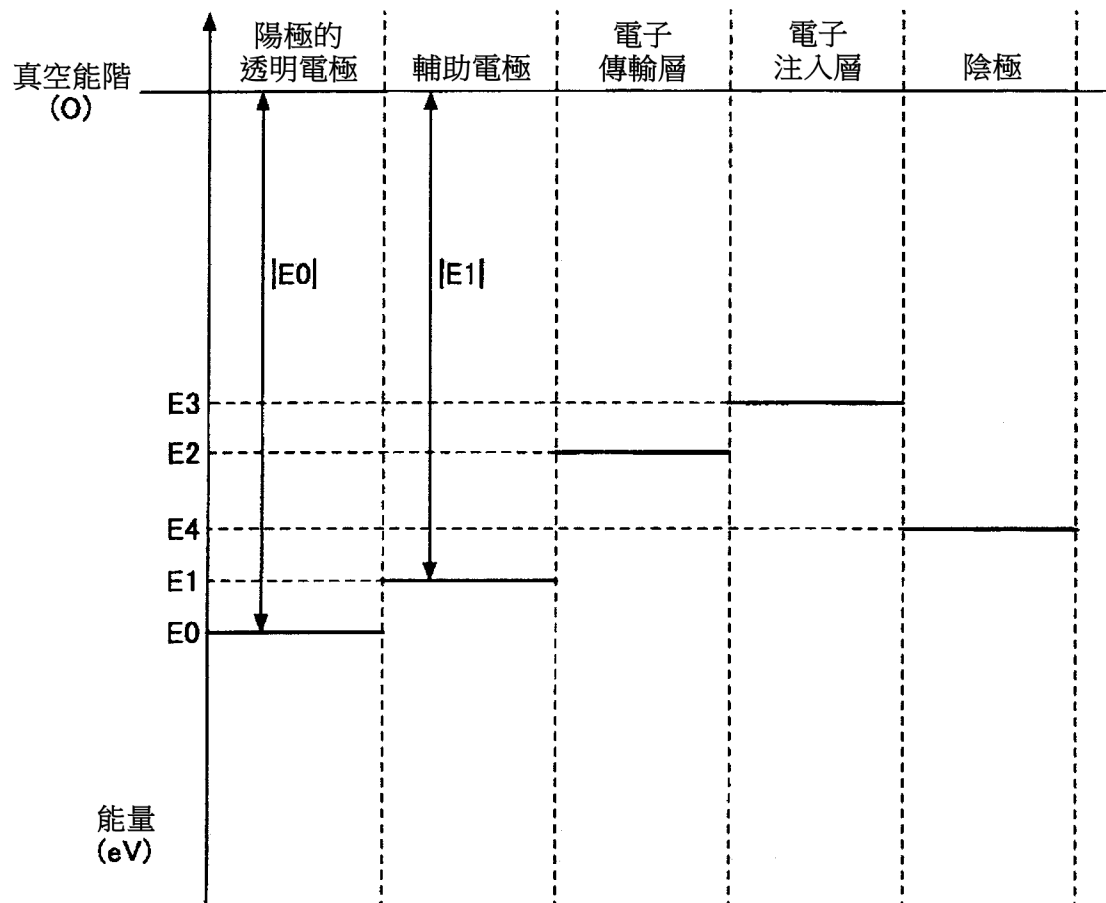 陽極的
透明電極
輔助電極
電子
傳輸層
電子
注入層
陰極
真空能階
(O)
|E0|
|E1|
E3
E2
E4
E1
E0
能量
(eV)